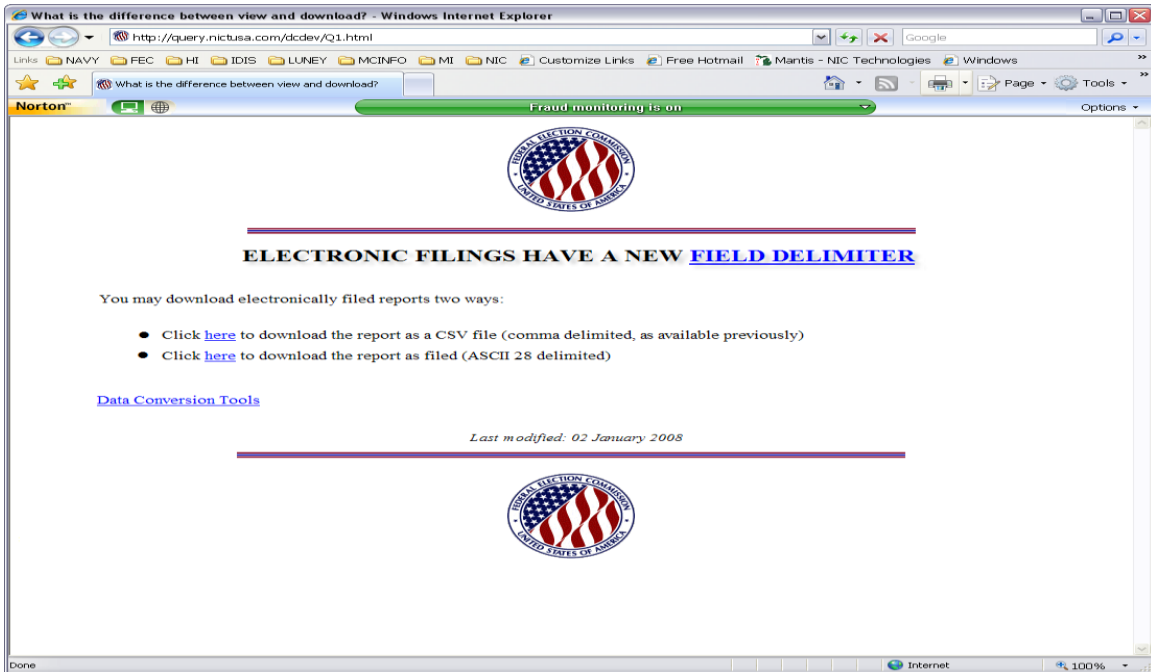 What is the difference between view and download? - Windows Internet Explorer
http://query.nictusa.com/dcdev/Q1.html
Google
Links NAVY FEC HI IDIS LUNEY MCINFO MI NIC Customize Links Free Hotmail Mantis - NIC Technologies Windows »
What is the difference between view and download? Page Tools »
Norton™ Fraud monitoring is on Options
FEDERAL ELECTION COMMISSION
UNITED STATES OF AMERICA
ELECTRONIC FILINGS HAVE A NEW FIELD DELIMITER
You may download electronically filed reports two ways:
● Click here to download the report as a CSV file (comma delimited, as available previously)
● Click here to download the report as filed (ASCII 28 delimited)
Data Conversion Tools
Last modified: 02 January 2008
FEDERAL ELECTION COMMISSION
UNITED STATES OF AMERICA
Done Internet 100%